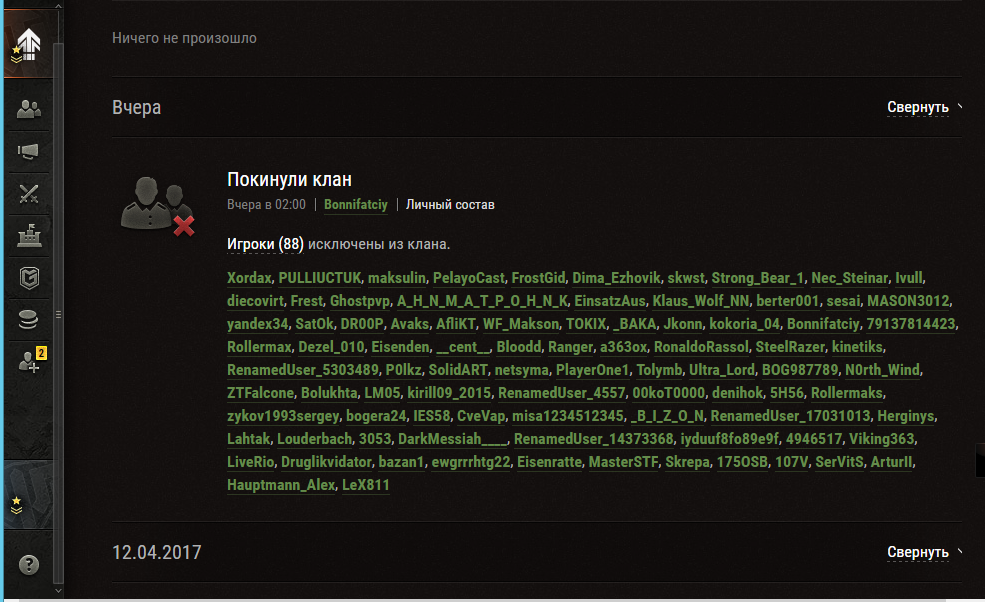 Ничего не произошло
Вчера
Свернуть
Покинули клан
Вчера в 02:00 | Bonnifatciy | Личный состав
Игроки (88) исключены из клана.
Xordax, PULLIUCTUK, maksulin, PelayoCast, FrostGid, Dima_Ezhovik, skwst, Strong_Bear_1, Nec_Steinar, Ivull,
diecovirt, Frest, Ghostpvp, A_H_N_M_A_T_P_O_H_N_K, EinsatzAus, Klaus_Wolf_NN, berter001, sesai, MASON3012,
yandex34, SatOk, DR00P, Avaks, AfliKT, WF_Makson, TOKIX, _BAKA, Jkonn, kokoria_04, Bonnifatciy, 79137814423,
Rollermax, Dezel_010, Eisenden, __cent__, Bloodd, Ranger, a363ox, RonaldoRassol, SteelRazer, kinetiks,
RenamedUser_5303489, P0lkz, SolidART, netsyma, PlayerOne1, Tolymb, Ultra_Lord, BOG987789, N0rth_Wind,
ZTFalcone, Bolukhta, LM05, kirill09_2015, RenamedUser_4557, 00koT0000, denihok, 5H56, Rollermaks,
zykov1993sergey, bogera24, IES58, CveVap, misa1234512345, _B_I_Z_O_N, RenamedUser_17031013, Herginys,
Lahtak, Louderbach, 3053, DarkMessiah____, RenamedUser_14373368, iyduuf8fo89e9f, 4946517, Viking363,
LiveRio, Druglikvidator, bazan1, ewgrrrhtg22, Eisenratte, MasterSTF, Skrepa, 175OSB, 107V, SerVitS, ArturII,
Hauptmann_Alex, LeX811
12.04.2017
Свернуть
2
?